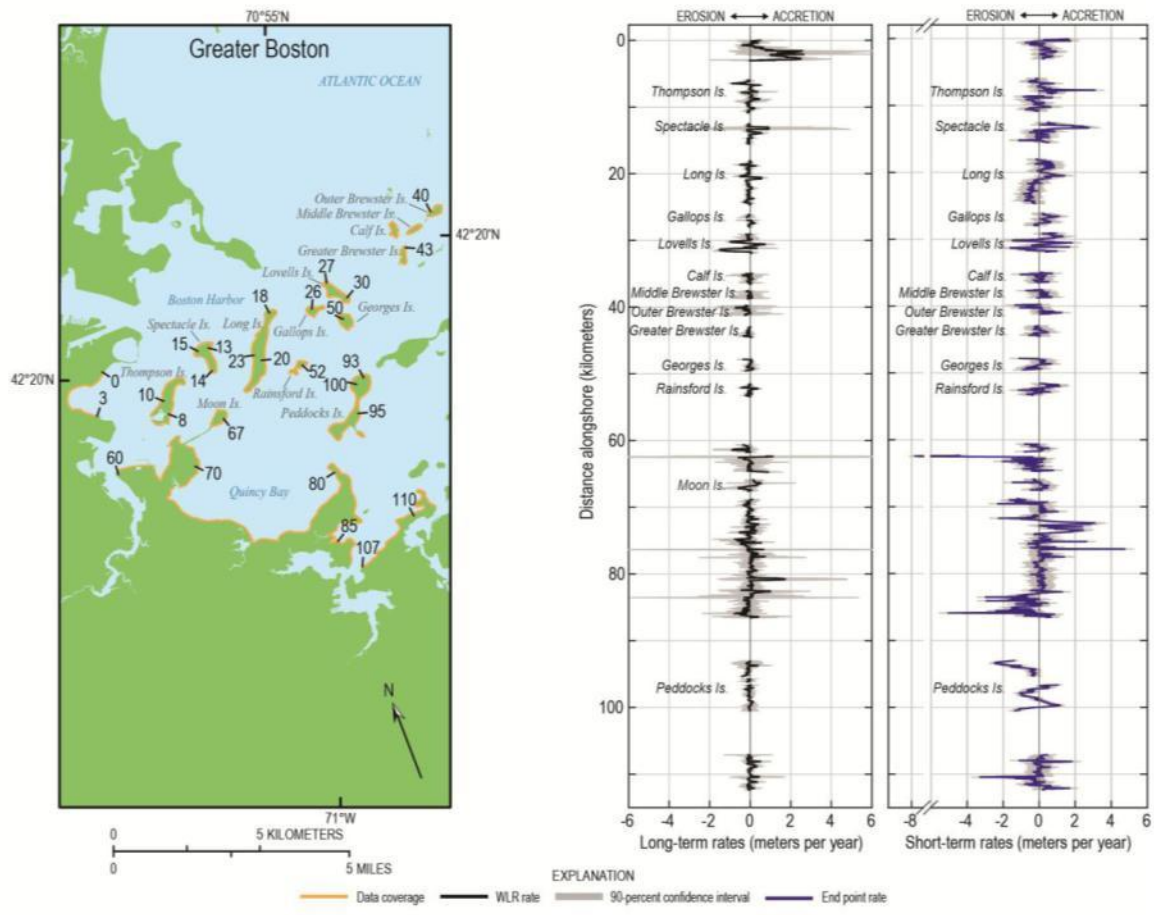 70°55'N
Greater Boston
ATLANTIC OCEAN
Outer Brewster Is.
40
Middle Brewster Is.
Calf Is.
42°20'N
Greater Brewster Is.
43
Lovells Is.
27
30
Boston Harbor
18
26
50
Georges Is.
Spectacle Is.
Long Is.
Gallops Is.
15
13
23
20
52
93
42°20'N
0
Thompson Is.
14
Rainsford Is.
100
3
10
8
Moon Is.
67
Peddocks Is.
95
60
70
Quincy Bay
80
110
85
107
N
71°W
0 5 KILOMETERS
0 5 MILES
EROSION ACCRETION
EROSION ACCRETION
Distance alongshore (kilometers)
0
20
40
60
80
100
Thompson Is.
Spectacle Is.
Long Is.
Gallops Is.
Lovells Is.
Calf Is.
Middle Brewster Is.
Outer Brewster Is.
Greater Brewster Is.
Georges Is.
Rainsford Is.
Moon Is.
Peddocks Is.
-6 -4 -2 0 2 4 6
Long-term rates (meters per year)
Thompson Is.
Spectacle Is.
Long Is.
Gallops Is.
Lovells Is.
Calf Is.
Middle Brewster Is.
Outer Brewster Is.
Greater Brewster Is.
Georges Is.
Rainsford Is.
Peddocks Is.
-8 -4 -2 0 2 4 6
Short-term rates (meters per year)
EXPLANATION
Data coverage WLR rate 90-percent confidence interval End point rate